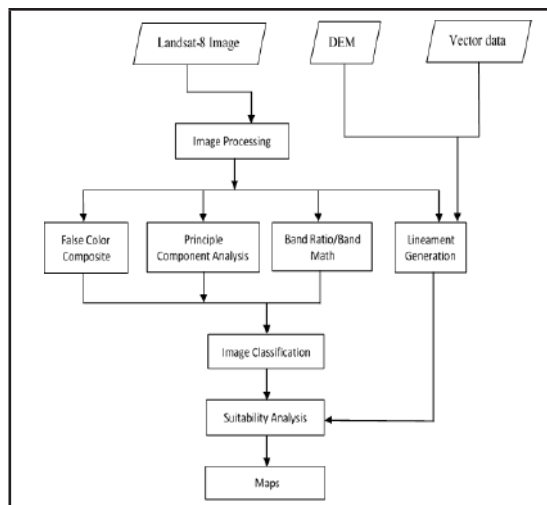 Landsat-8 Image
DEM
Vector data
Image Processing
False Color
Composite
Principle
Component Analysis
Band Ratio/Band
Math
Lineament
Generation
Image Classification
Suitability Analysis
Maps